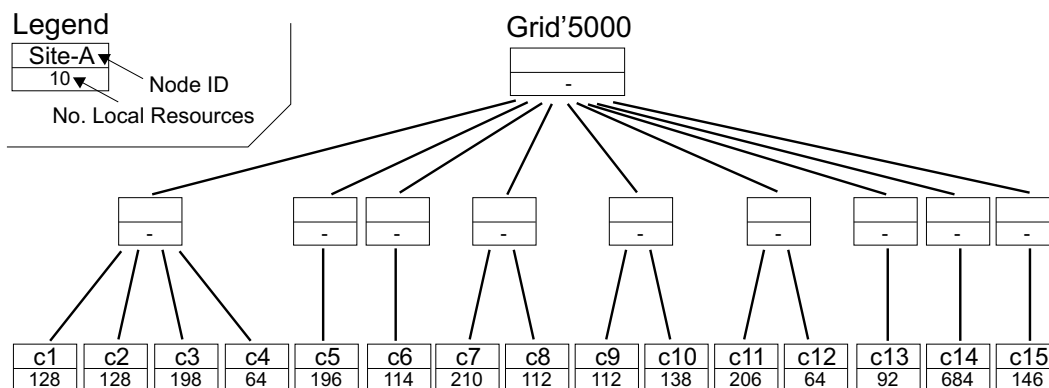 Legend
Site-A
10
Node ID
No. Local Resources
Grid'5000
-
- - - - - - - - -
c1 c2 c3 c4 c5 c6 c7 c8 c9 c10 c11 c12 c13 c14 c15
128 128 198 64 196 114 210 112 112 138 206 64 92 684 146